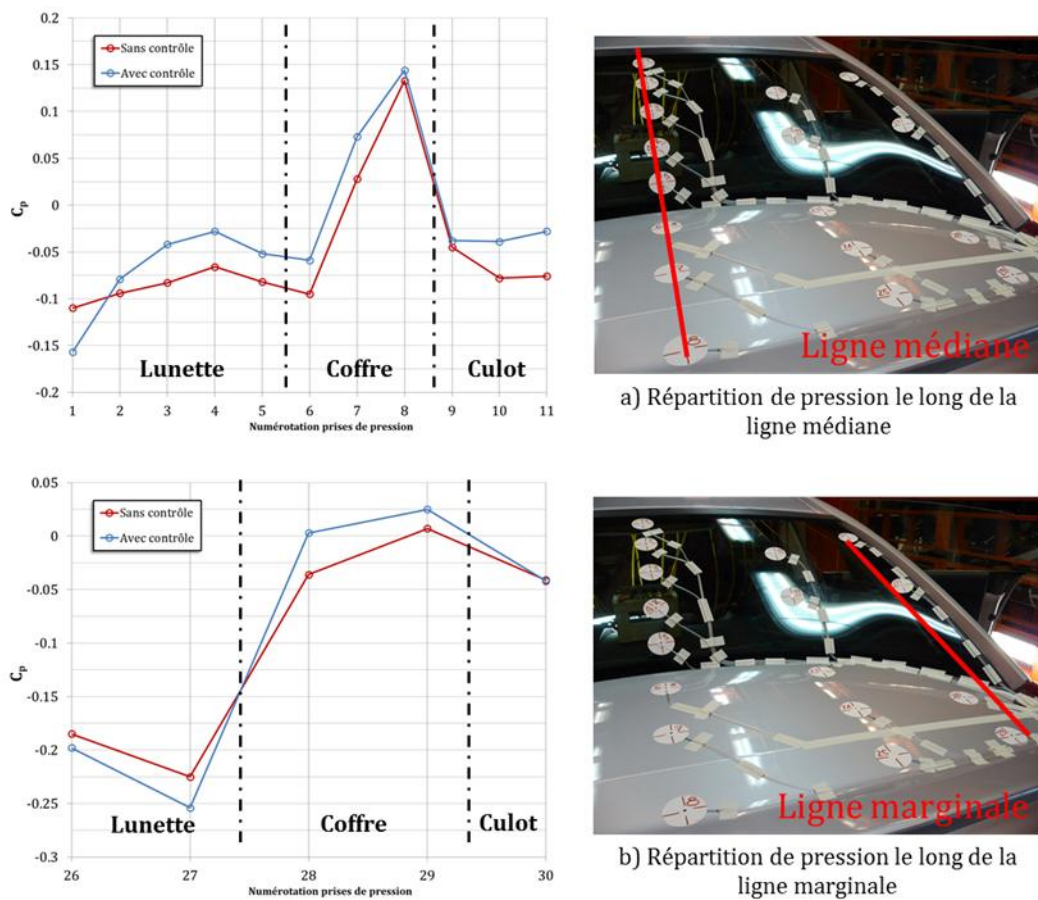 0.2
0.15
0.1
0.05
0
-0.05
-0.1
-0.15
-0.2
Cp
Sans contrôle
Avec contrôle
Lunette
Coffre
Culot
1 2 3 4 5 6 7 8 9 10 11
Numérotation prises de pression
Ligne médiane
a) Répartition de pression le long de la
ligne médiane
0.05
0
-0.05
-0.1
-0.15
-0.2
-0.25
-0.3
Cp
Sans contrôle
Avec contrôle
Lunette
Coffre
Culot
26 27 28 29 30
Numérotation prises de pression
8
Ligne marginale
b) Répartition de pression le long de la
ligne marginale